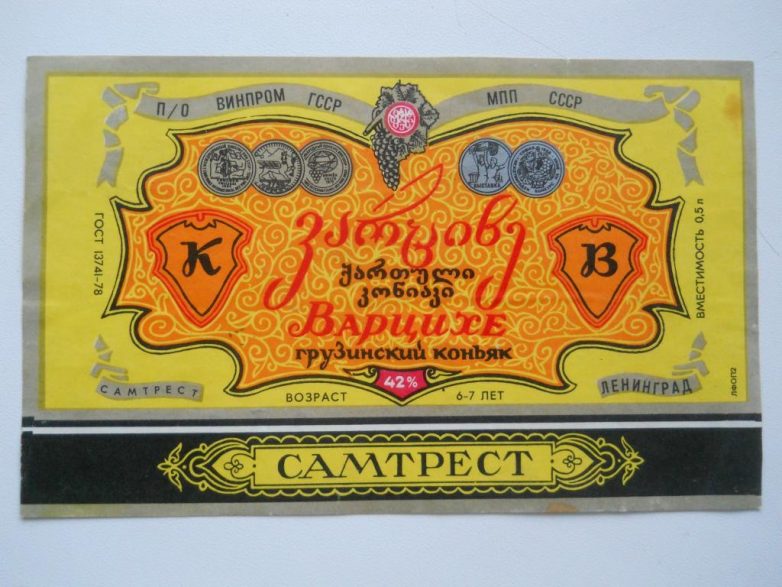 П/О ВИНПРОМ ГССР
МПП СССР
ГОСТ 13741-78
К
В
ВМЕСТИМОСТЬ 0,5 л
ვარციხე
ქართული
კონიაკი
ВАРЦИХЕ
грузинский коньяк
42%
САМТРЕСТ
ВОЗРАСТ 6-7 ЛЕТ
ЛЕНИНГРАД
ЛФОП2
САМТРЕСТ